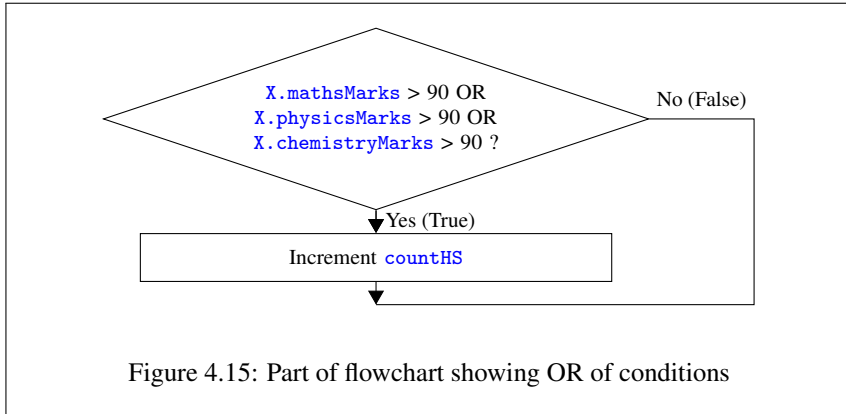 X.mathsMarks > 90 OR
X.physicsMarks > 90 OR
X.chemistryMarks > 90 ?
No (False)
Yes (True)
Increment countHS
Figure 4.15: Part of flowchart showing OR of conditions